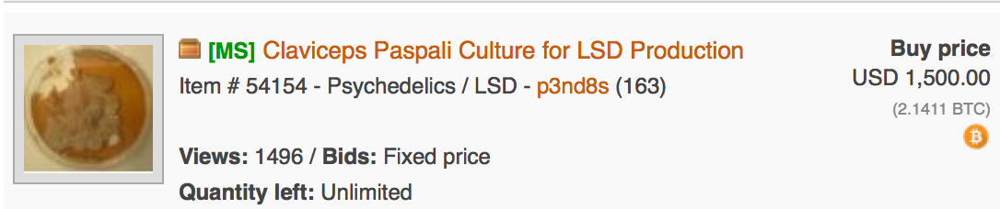 [MS] Claviceps Paspali Culture for LSD Production
Item # 54154 - Psychedelics / LSD - p3nd8s (163)
Views: 1496 / Bids: Fixed price
Quantity left: Unlimited
Buy price
USD 1,500.00
(2.1411 BTC)